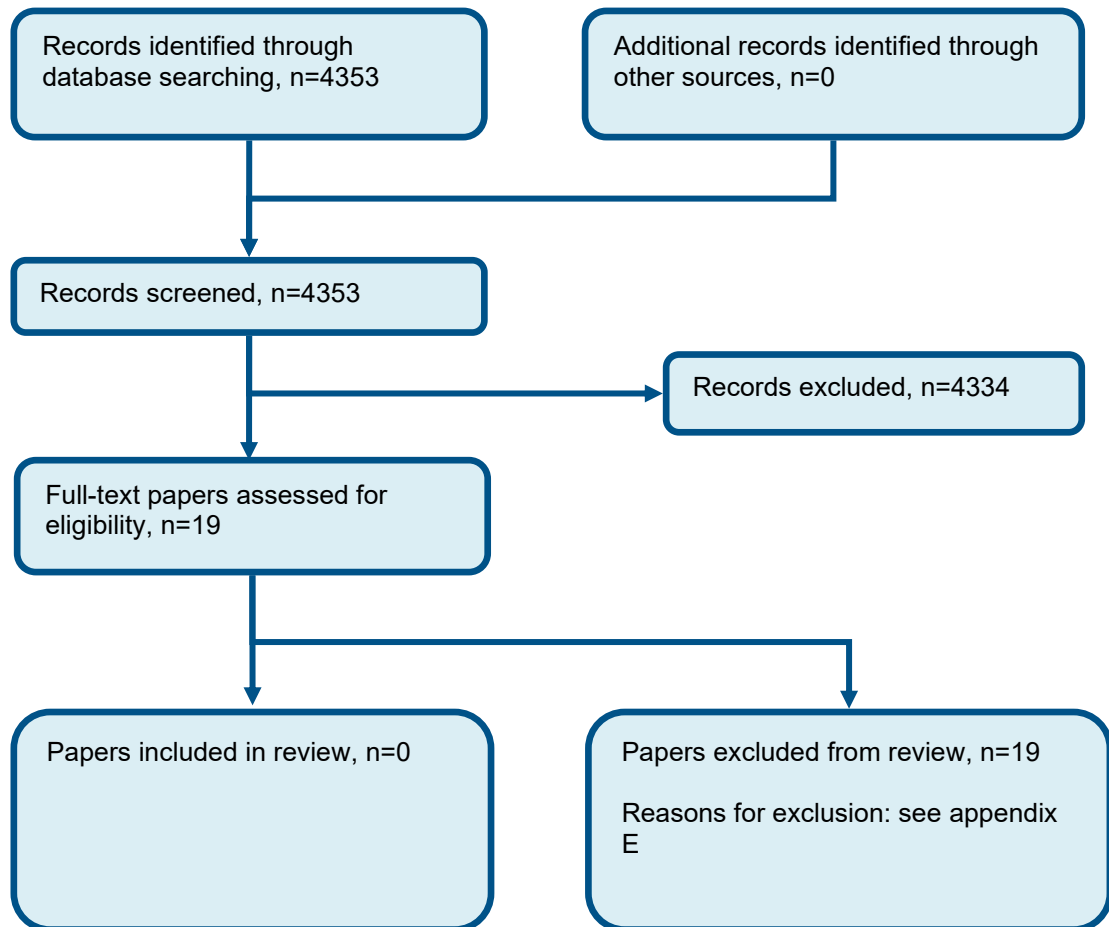 Records identified through
database searching, n=4353
Additional records identified through
other sources, n=0
Records screened, n=4353
Records excluded, n=4334
Full-text papers assessed for
eligibility, n=19
Papers included in review, n=0
Papers excluded from review, n=19
Reasons for exclusion: see appendix
E